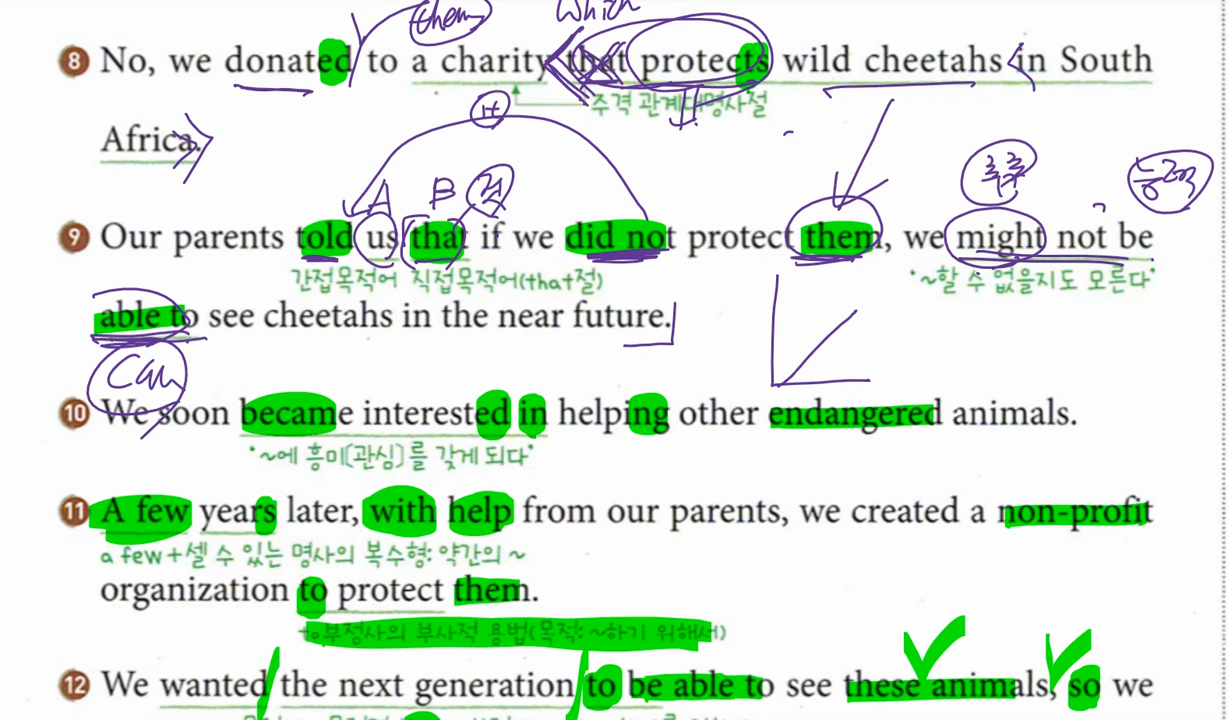 which
them
⑧ No, we donated to a charity that protects wild cheetahs in South
주격 관계대명사절
Africa.
A B 것 추측
⑨ Our parents told us that if we did not protect them, we might not be
간접목적어 직접목적어(that+절) '~할 수 없을지도 모른다'
able to see cheetahs in the near future.
can
⑩ We soon became interested in helping other endangered animals.
'~에 흥미(관심)를 갖게 되다'
⑪ A few years later, with help from our parents, we created a non-profit
a few+셀 수 있는 명사의 복수형: 약간의 ~
organization to protect them.
to부정사의 부사적 용법(목적: ~하기 위해서)
⑫ We wanted the next generation to be able to see these animals, so we